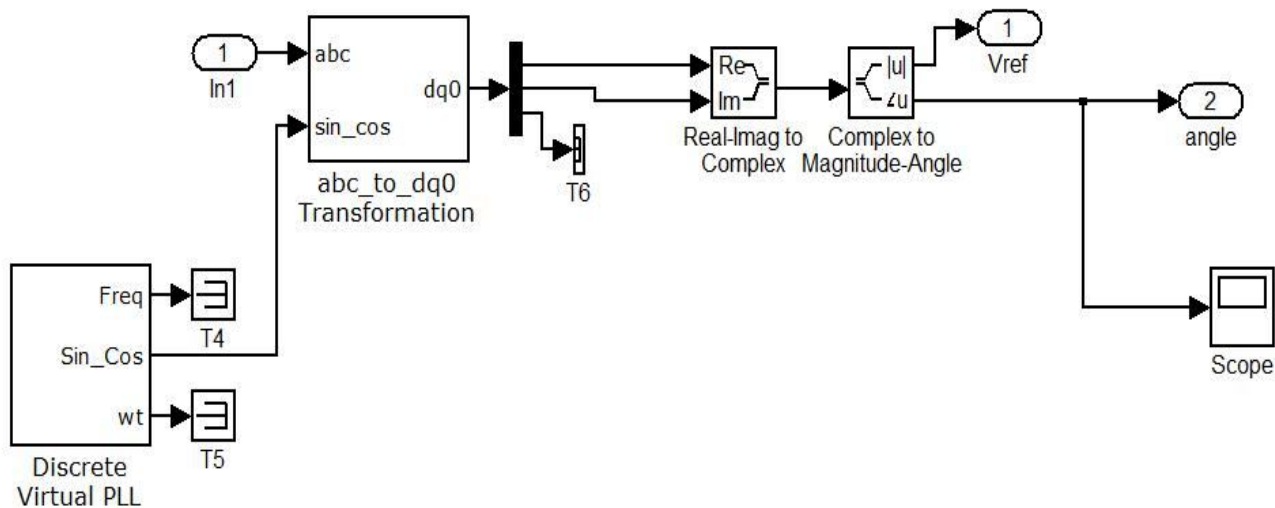 1
In1
abc
sin_cos
dq0
abc_to_dq0
Transformation
T6
Re
Im
Real-Imag to
Complex
|u|
∠u
Complex to
Magnitude-Angle
1
Vref
2
angle
Scope
Freq
Sin_Cos
wt
Discrete
Virtual PLL
T4
T5